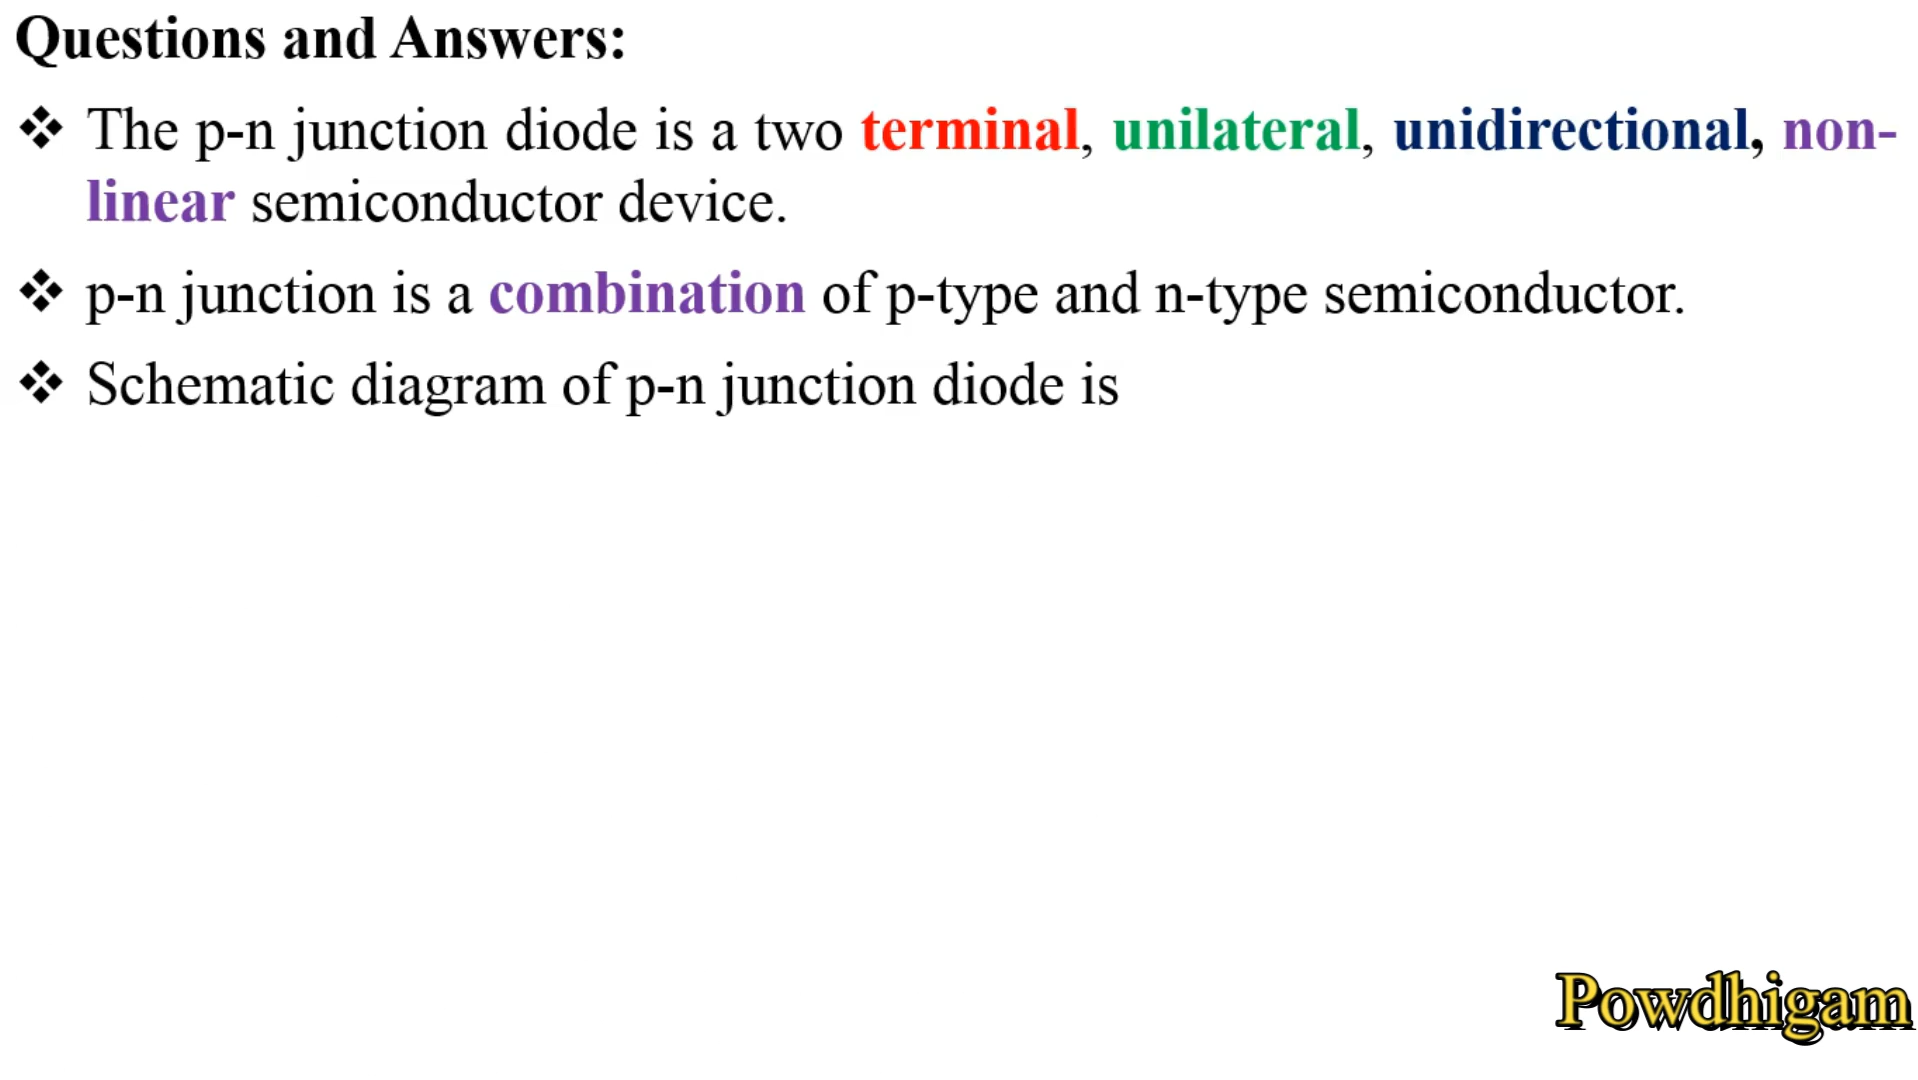 Questions and Answers:
❖ The p-n junction diode is a two terminal, unilateral, unidirectional, non-
linear semiconductor device.
❖ p-n junction is a combination of p-type and n-type semiconductor.
❖ Schematic diagram of p-n junction diode is
Powdhigam